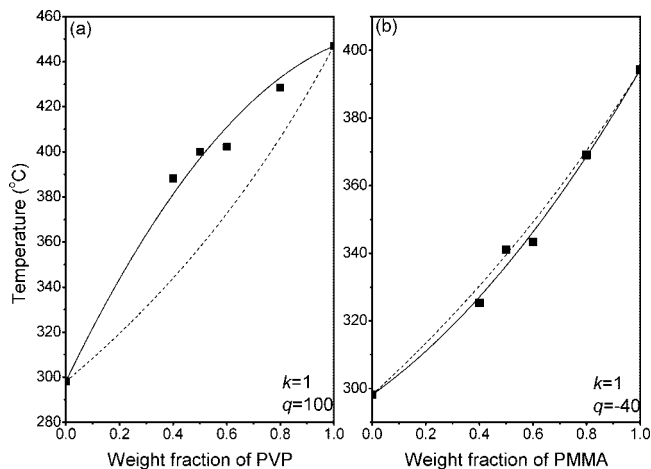 (a)
(b)
460
440
420
400
380
360
340
320
300
280
400
380
360
340
320
300
Temperature (°C)
k=1
q=100
k=1
q=-40
0.0 0.2 0.4 0.6 0.8 1.0
0.0 0.2 0.4 0.6 0.8 1.0
Weight fraction of PVP
Weight fraction of PMMA